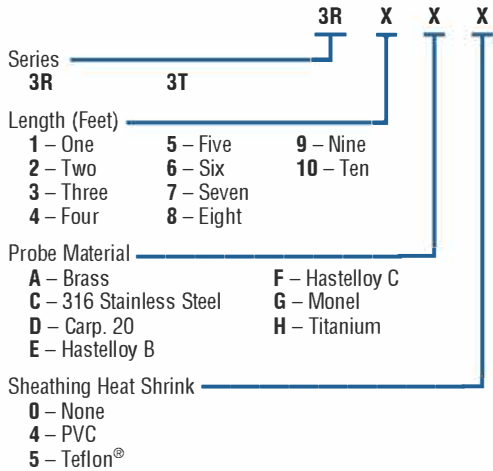 3R X X X
Series
3R 3T
Length (Feet)
1 – One 5 – Five 9 – Nine
2 – Two 6 – Six 10 – Ten
3 – Three 7 – Seven
4 – Four 8 – Eight
Probe Material
A – Brass F – Hastelloy C
C – 316 Stainless Steel G – Monel
D – Carp. 20 H – Titanium
E – Hastelloy B
Sheathing Heat Shrink
0 – None
4 – PVC
5 – Teflon®